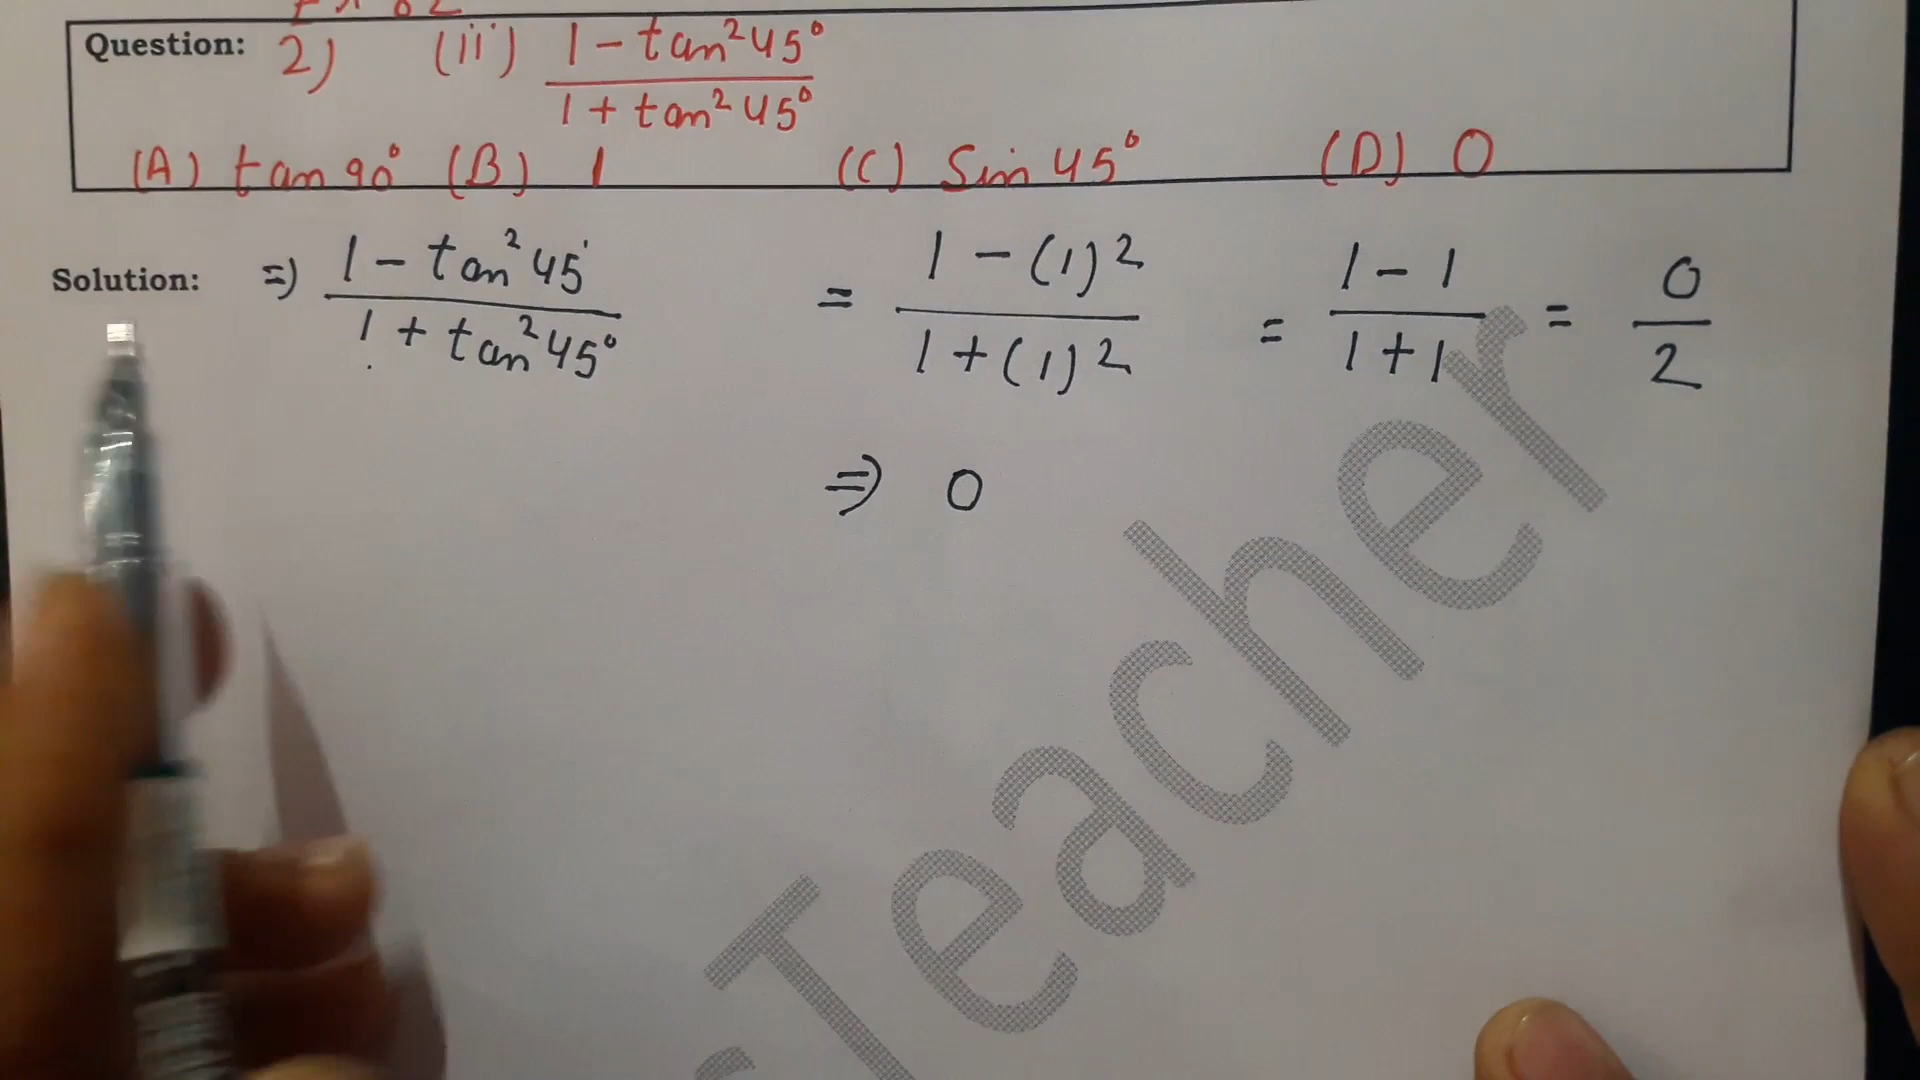 Question: 2) (ii) 1 - tan²45° / 1 + tan²45°
(A) tan 90° (B) 1 (C) Sin 45° (D) 0
Solution: ⇒ 1 - tan²45° / 1 + tan²45° = 1 - (1)² / 1 + (1)² = 1 - 1 / 1 + 1 = 0 / 2
⇒ 0
Teacher